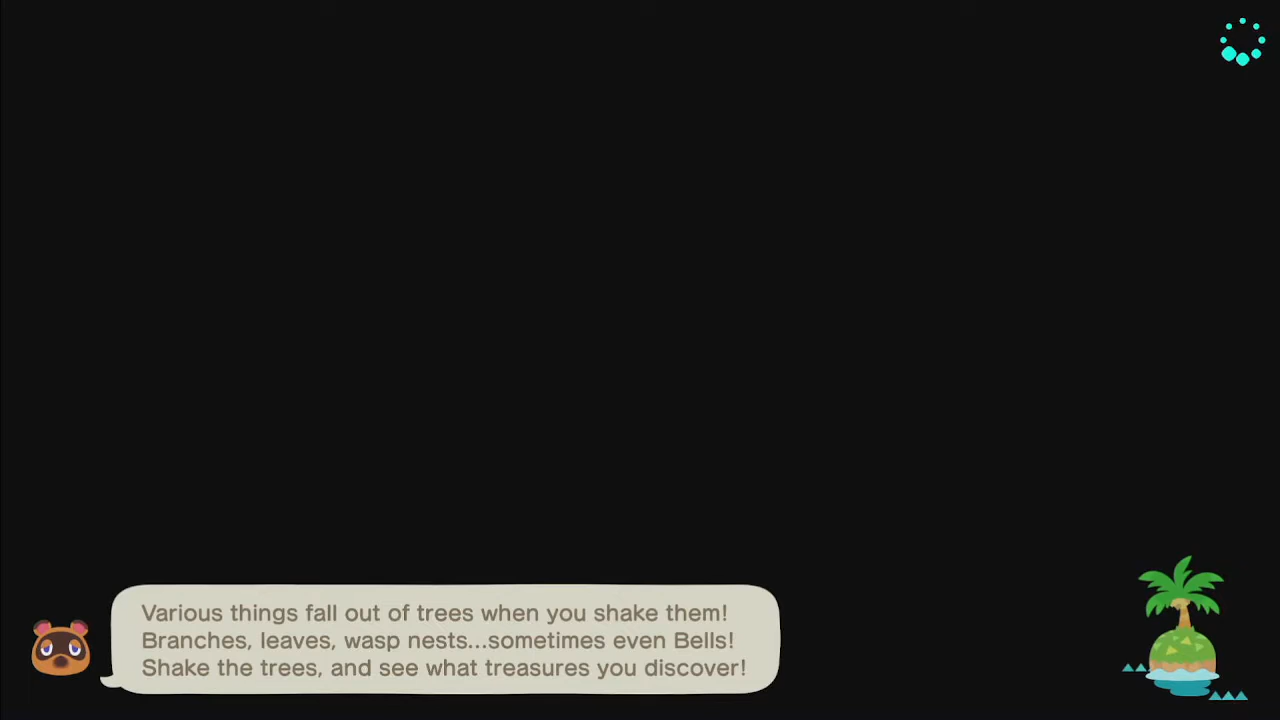 Various things fall out of trees when you shake them!
Branches, leaves, wasp nests...sometimes even Bells!
Shake the trees, and see what treasures you discover!